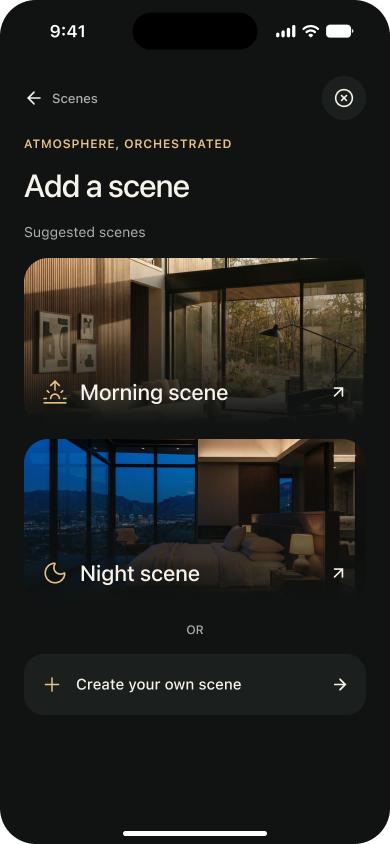 9:41
Scenes
ATMOSPHERE, ORCHESTRATED
Add a scene
Suggested scenes
Morning scene
Night scene
OR
Create your own scene